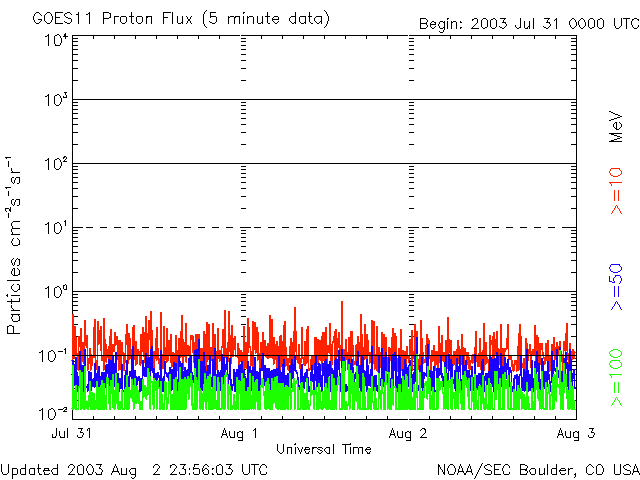 GOES11 Proton Flux (5 minute data)
Begin: 2003 Jul 31 0000 UTC
Particles cm⁻²s⁻¹sr⁻¹
10⁴
10³
10²
10¹
10⁰
10⁻¹
10⁻²
Jul 31
Aug 1
Aug 2
Aug 3
Universal Time
MeV
>=10
>=50
>=100
Updated 2003 Aug 2 23:56:03 UTC
NOAA/SEC Boulder, CO USA